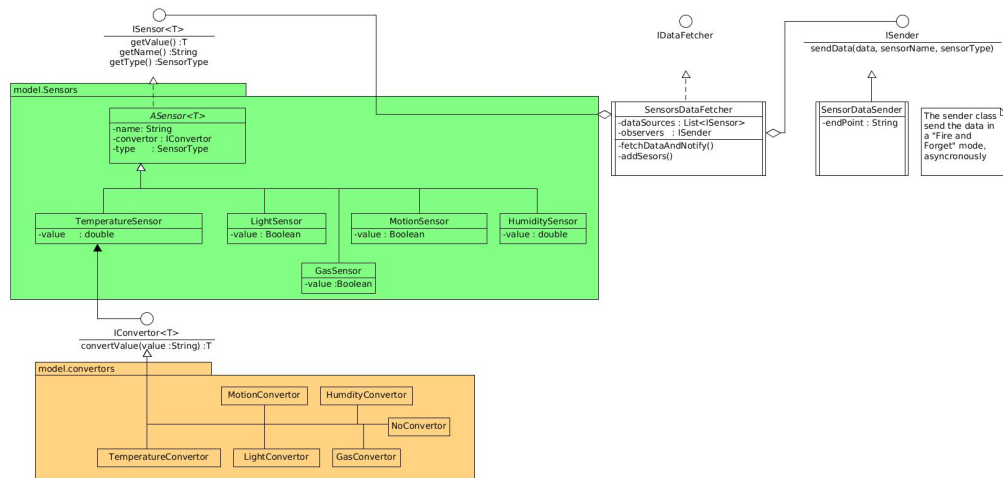 ISensor<T>
getValue() :T
getName() :String
getType() :SensorType
IDataFetcher
ISender
sendData(data, sensorName, sensorType)
model.Sensors
ASensor<T>
-name: String
-convertor : IConvertor
-type : SensorType
SensorsDataFetcher
-dataSources : List<ISensor>
-observers : ISender
-fetchDataAndNotify()
-addSesors()
SensorDataSender
-endPoint : String
The sender class
send the data in
a "Fire and
Forget" mode,
asyncronously
TemperatureSensor
-value : double
LightSensor
-value : Boolean
MotionSensor
-value : Boolean
HumiditySensor
-value : double
GasSensor
-value :Boolean
IConvertor<T>
convertValue(value :String) :T
model.convertors
MotionConvertor
HumdityConvertor
NoConvertor
TemperatureConvertor
LightConvertor
GasConvertor